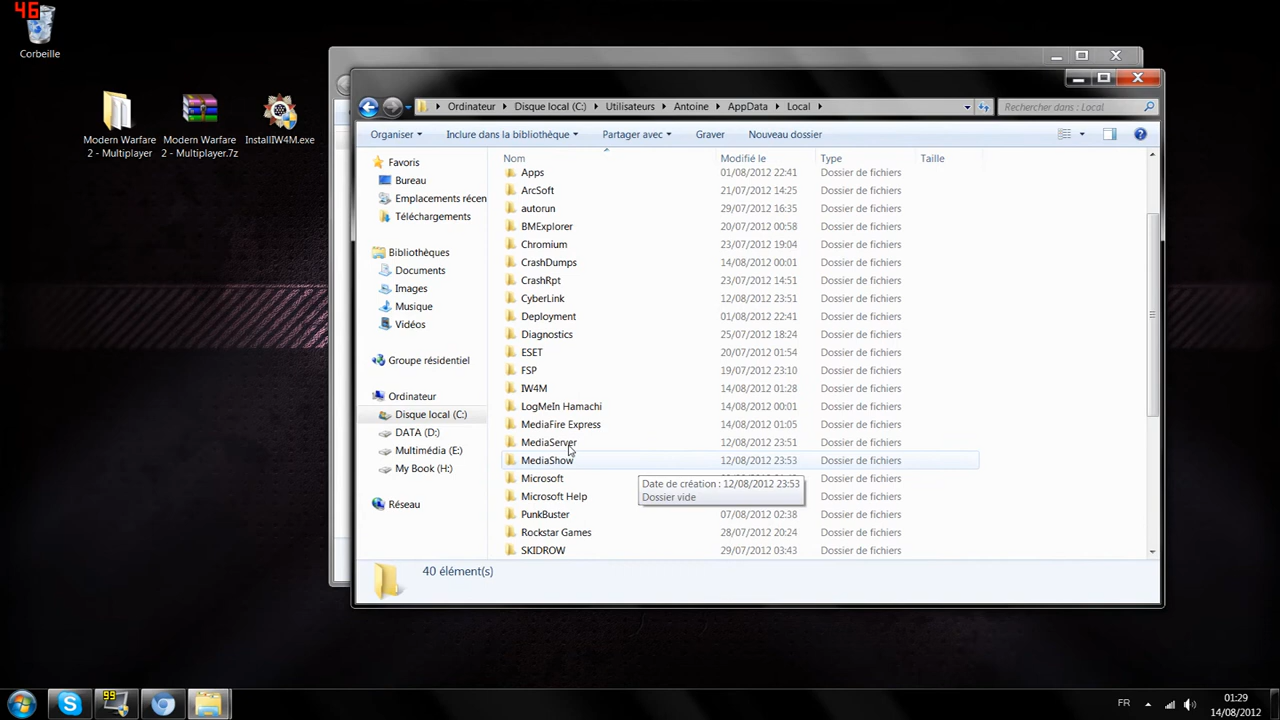 46
Corbeille
Modern Warfare
2 - Multiplayer
Modern Warfare
2 - Multiplayer.7z
InstallIW4M.exe
Ordinateur Disque local (C:) Utilisateurs Antoine AppData Local
Rechercher dans : Local
Organiser Inclure dans la bibliothèque Partager avec Graver Nouveau dossier
Favoris
Bureau
Emplacements récen
Téléchargements
Bibliothèques
Documents
Images
Musique
Vidéos
Groupe résidentiel
Ordinateur
Disque local (C:)
DATA (D:)
Multimédia (E:)
My Book (H:)
Réseau
Nom Modifié le Type Taille
Apps 01/08/2012 22:41 Dossier de fichiers
ArcSoft 21/07/2012 14:25 Dossier de fichiers
autorun 29/07/2012 16:35 Dossier de fichiers
BMExplorer 20/07/2012 00:58 Dossier de fichiers
Chromium 23/07/2012 19:04 Dossier de fichiers
CrashDumps 14/08/2012 00:01 Dossier de fichiers
CrashRpt 23/07/2012 14:51 Dossier de fichiers
CyberLink 12/08/2012 23:51 Dossier de fichiers
Deployment 01/08/2012 22:41 Dossier de fichiers
Diagnostics 25/07/2012 18:24 Dossier de fichiers
ESET 20/07/2012 01:54 Dossier de fichiers
FSP 19/07/2012 23:10 Dossier de fichiers
IW4M 14/08/2012 01:28 Dossier de fichiers
LogMeIn Hamachi 14/08/2012 00:01 Dossier de fichiers
MediaFire Express 14/08/2012 01:05 Dossier de fichiers
MediaServer 12/08/2012 23:51 Dossier de fichiers
MediaShow 12/08/2012 23:53 Dossier de fichiers
Microsoft Dossier de fichiers
Microsoft Help Dossier de fichiers
PunkBuster 07/08/2012 02:38 Dossier de fichiers
Rockstar Games 28/07/2012 20:24 Dossier de fichiers
SKIDROW 29/07/2012 03:43 Dossier de fichiers
Date de création : 12/08/2012 23:53
Dossier vide
40 élément(s)
99
FR
01:29
14/08/2012